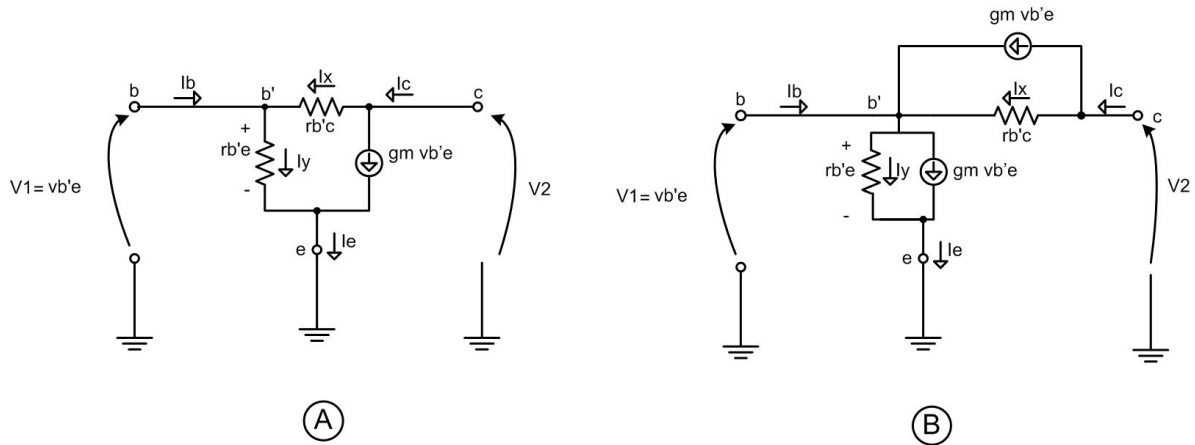 gm vb'e
b
Ib
b'
Ix
Ic
c
rb'c
+
rb'e
-
Iy
gm vb'e
V1= vb'e
V2
e
Ie
A
b
Ib
b'
Ix
Ic
c
rb'c
+
rb'e
-
Iy
gm vb'e
V1= vb'e
V2
e
Ie
B